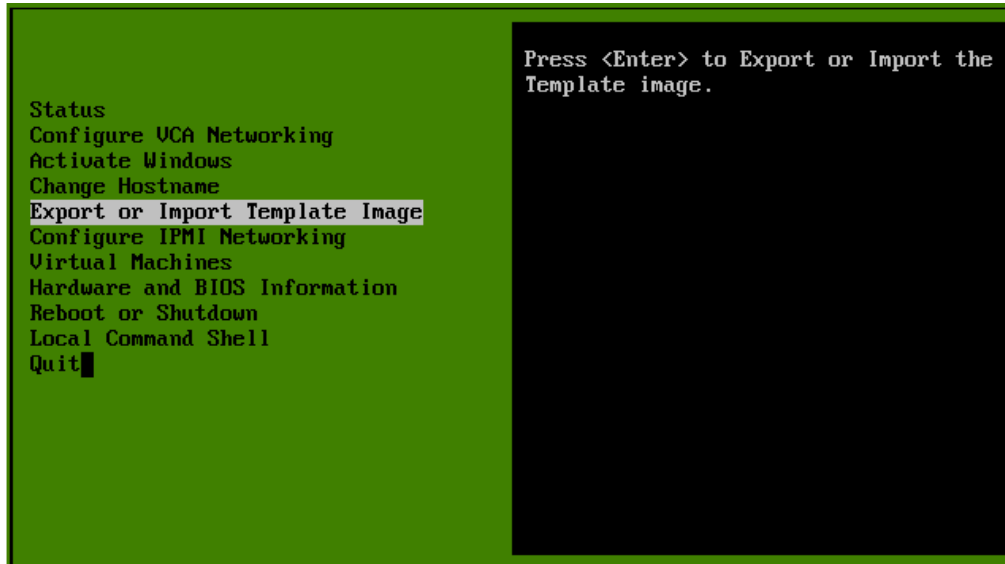 Press <Enter> to Export or Import the
Template image.
Status
Configure VCA Networking
Activate Windows
Change Hostname
Export or Import Template Image
Configure IPMI Networking
Virtual Machines
Hardware and BIOS Information
Reboot or Shutdown
Local Command Shell
Quit